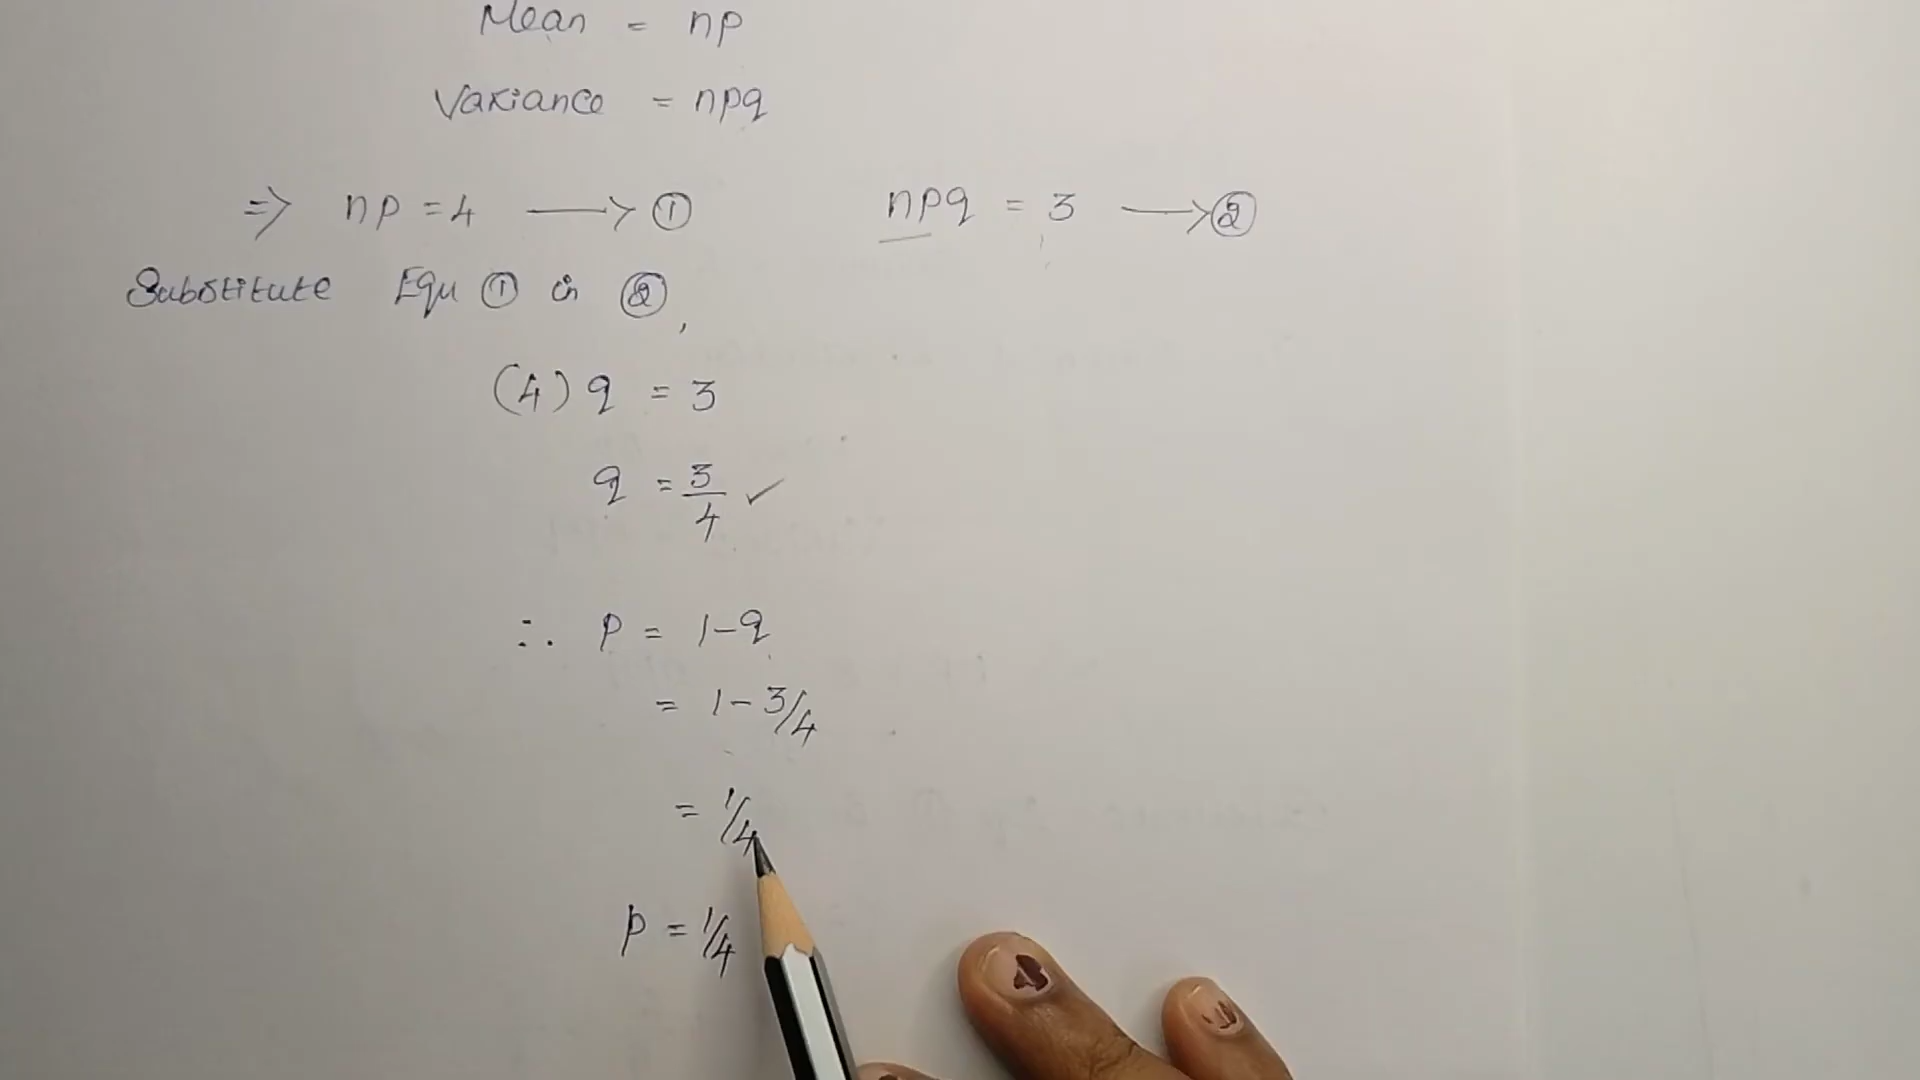 Mean = np
Variance = npq
=> np = 4 —> ① npq = 3 —> ②
Substitute Equ ① in ②,
(4) q = 3
q = 3/4 ✓
∴ p = 1-q
= 1 - 3/4
= 1/4
p = 1/4